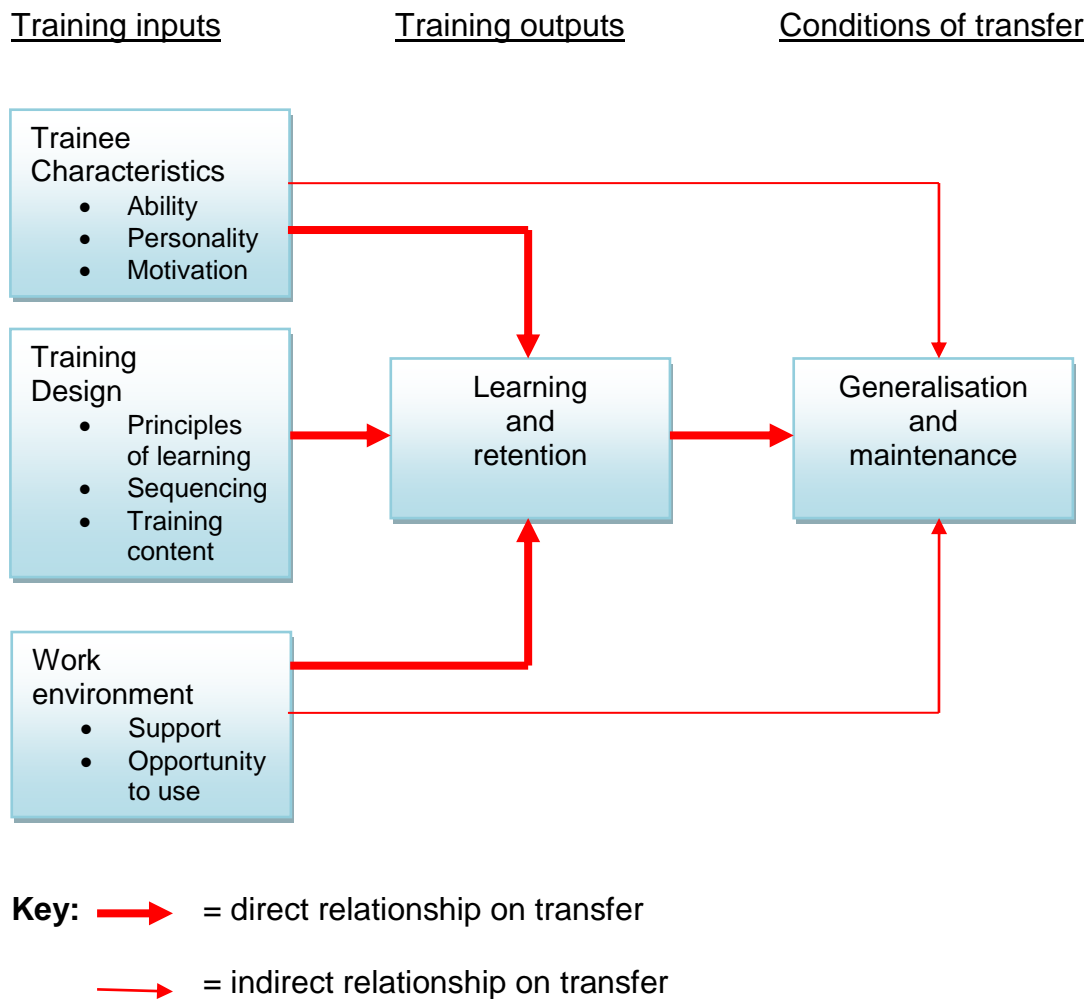 Training inputs
Training outputs
Conditions of transfer
Trainee
Characteristics
• Ability
• Personality
• Motivation
Training
Design
• Principles
of learning
• Sequencing
• Training
content
Learning
and
retention
Generalisation
and
maintenance
Work
environment
• Support
• Opportunity
to use
Key:
= direct relationship on transfer
= indirect relationship on transfer